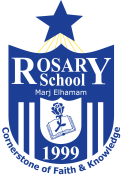 ROSARY
School
Marj Elhamam
1999
Cornerstone of Faith & Knowledge